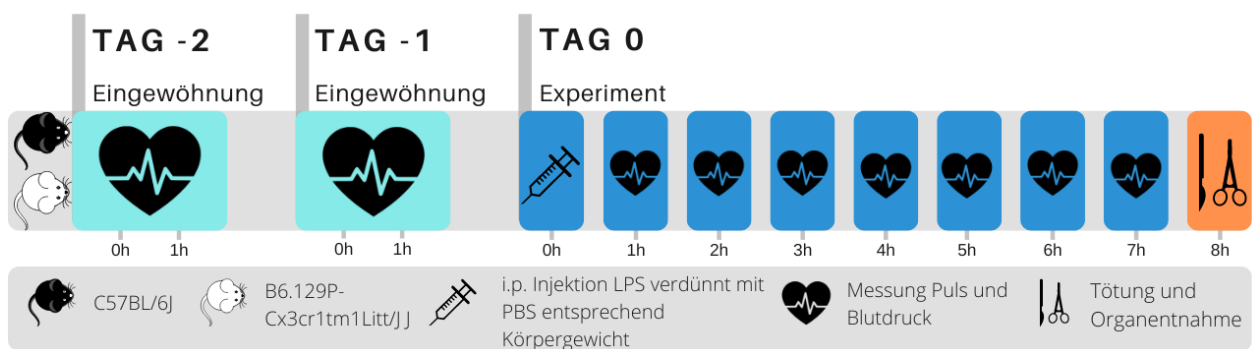 TAG -2
TAG -1
TAG 0
Eingewöhnung
Eingewöhnung
Experiment
0h
1h
0h
1h
0h
1h
2h
3h
4h
5h
6h
7h
8h
C57BL/6J
B6.129P-
Cx3cr1tm1Litt/J J
i.p. Injektion LPS verdünnt mit
PBS entsprechend
Körpergewicht
Messung Puls und
Blutdruck
Tötung und
Organentnahme